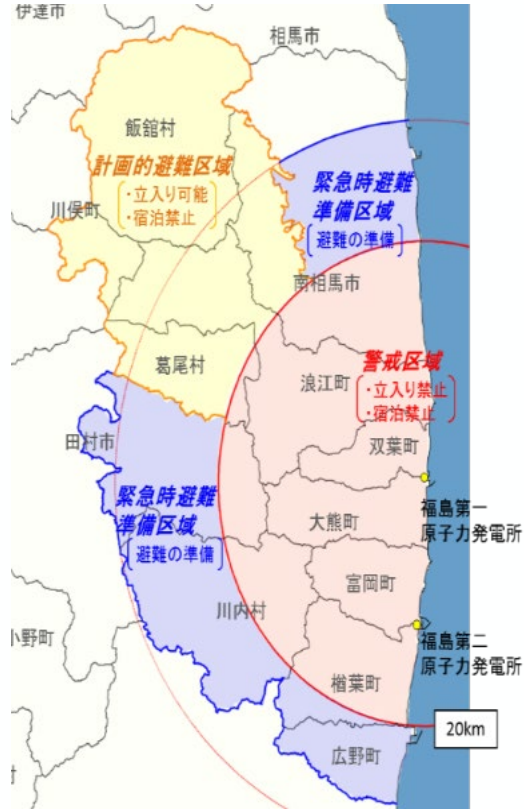 伊達市
相馬市
飯舘村
計画的避難区域
・立入り可能
・宿泊禁止
川俣町
緊急時避難
準備区域
避難の準備
南相馬市
葛尾村
警戒区域
・立入り禁止
・宿泊禁止
浪江町
双葉町
田村市
緊急時避難
準備区域
避難の準備
大熊町
福島第一
原子力発電所
富岡町
川内村
小野町
福島第二
原子力発電所
楢葉町
20km
広野町